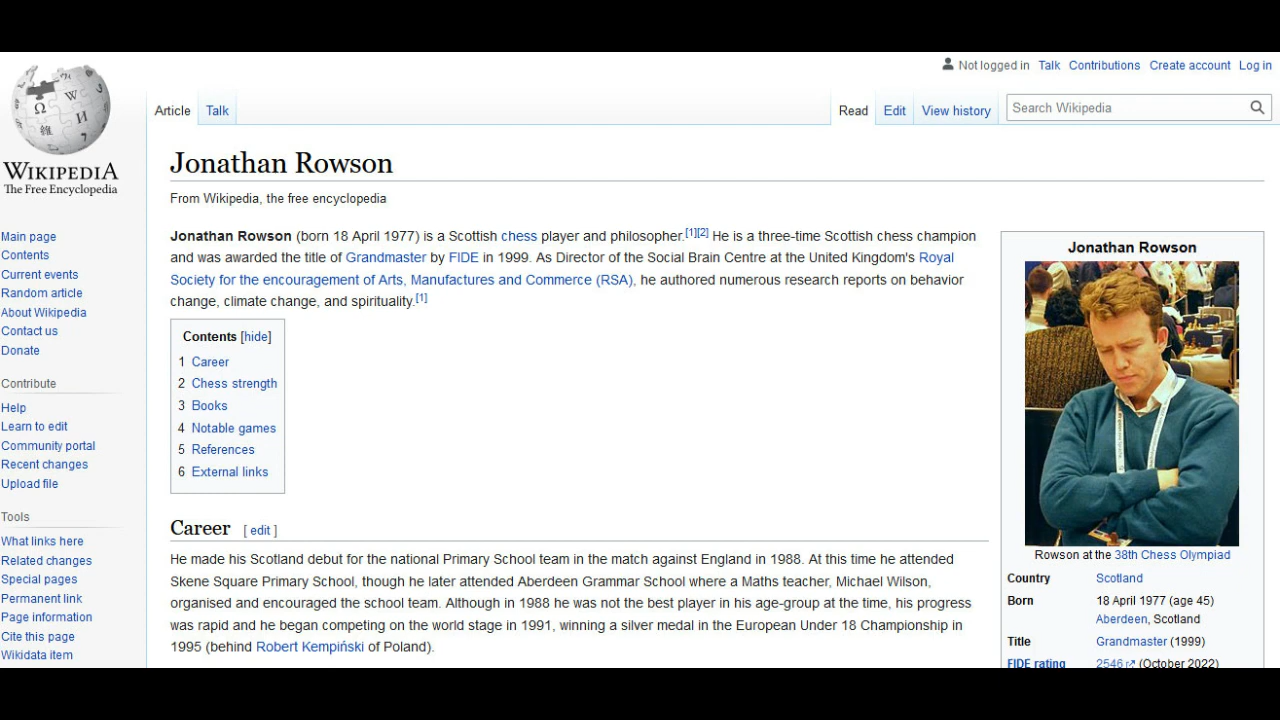 Not logged in Talk Contributions Create account Log in
Article Talk Read Edit View history Search Wikipedia
WIKIPEDIA
The Free Encyclopedia
Main page
Contents
Current events
Random article
About Wikipedia
Contact us
Donate
Contribute
Help
Learn to edit
Community portal
Recent changes
Upload file
Tools
What links here
Related changes
Special pages
Permanent link
Page information
Cite this page
Wikidata item
Jonathan Rowson
From Wikipedia, the free encyclopedia
Jonathan Rowson (born 18 April 1977) is a Scottish chess player and philosopher.[1][2] He is a three-time Scottish chess champion
and was awarded the title of Grandmaster by FIDE in 1999. As Director of the Social Brain Centre at the United Kingdom's Royal
Society for the encouragement of Arts, Manufactures and Commerce (RSA), he authored numerous research reports on behavior
change, climate change, and spirituality.[1]
Contents [hide]
1 Career
2 Chess strength
3 Books
4 Notable games
5 References
6 External links
Career [ edit ]
He made his Scotland debut for the national Primary School team in the match against England in 1988. At this time he attended
Skene Square Primary School, though he later attended Aberdeen Grammar School where a Maths teacher, Michael Wilson,
organised and encouraged the school team. Although in 1988 he was not the best player in his age-group at the time, his progress
was rapid and he began competing on the world stage in 1991, winning a silver medal in the European Under 18 Championship in
1995 (behind Robert Kempiński of Poland).
Jonathan Rowson
Rowson at the 38th Chess Olympiad
Country Scotland
Born 18 April 1977 (age 45)
Aberdeen, Scotland
Title Grandmaster (1999)
FIDE rating 2546 (October 2022)